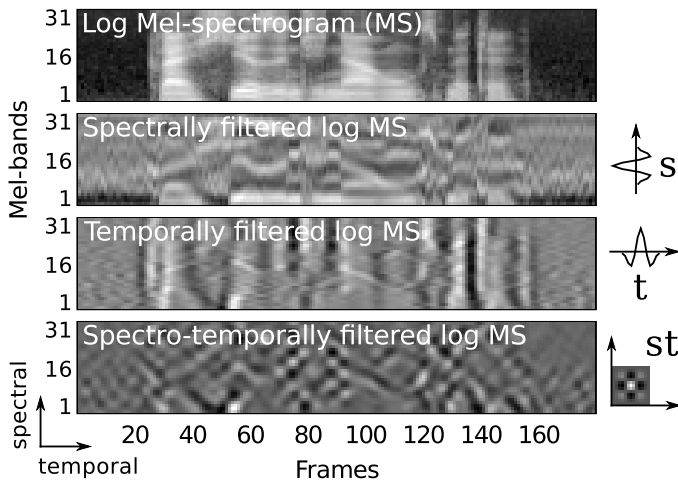 Log Mel-spectrogram (MS)
31
16
1
Spectrally filtered log MS
31
16
1
s
Mel-bands
Temporally filtered log MS
31
16
1
t
Spectro-temporally filtered log MS
31
16
1
st
spectral
temporal
20 40 60 80 100 120 140 160
Frames